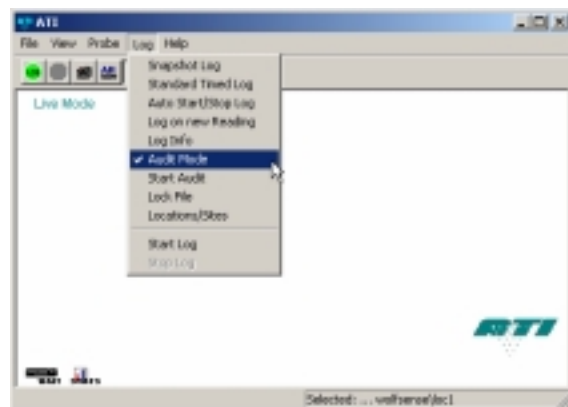 ATI
File View Probe Log Help
Snapshot Log
Standard Timed Log
Auto Start/Stop Log
Log on new Reading
Log Info
Audit Mode
Start Audit
Lock File
Locations/Sites
Start Log
Stop Log
Live Mode
ATI
Selected: ... wolfsense\loc1